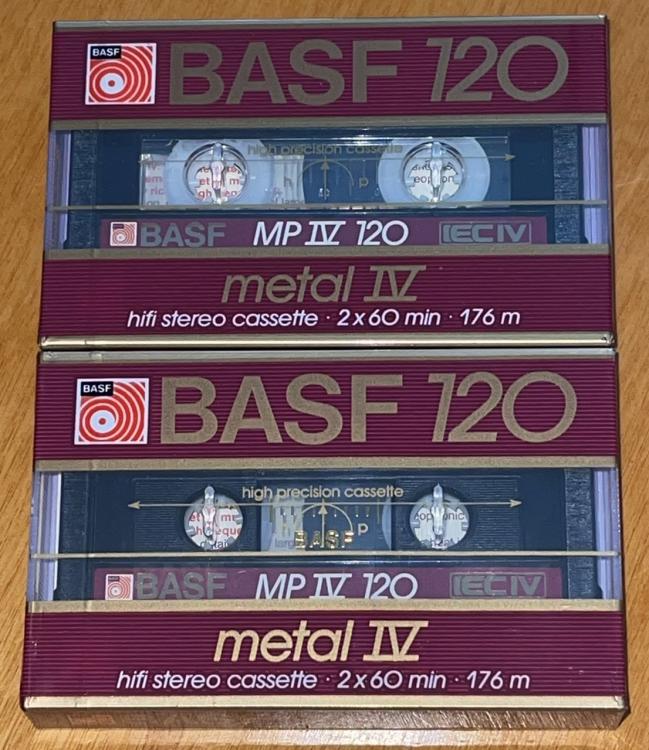 BASF
BASF 120
high precision cassette
p
BASF MP IV 120 IEC IV
metal IV
hifi stereo cassette · 2 x 60 min · 176 m
BASF
BASF 120
high precision cassette
p
BASF
BASF MP IV 120 IEC IV
metal IV
hifi stereo cassette · 2 x 60 min · 176 m